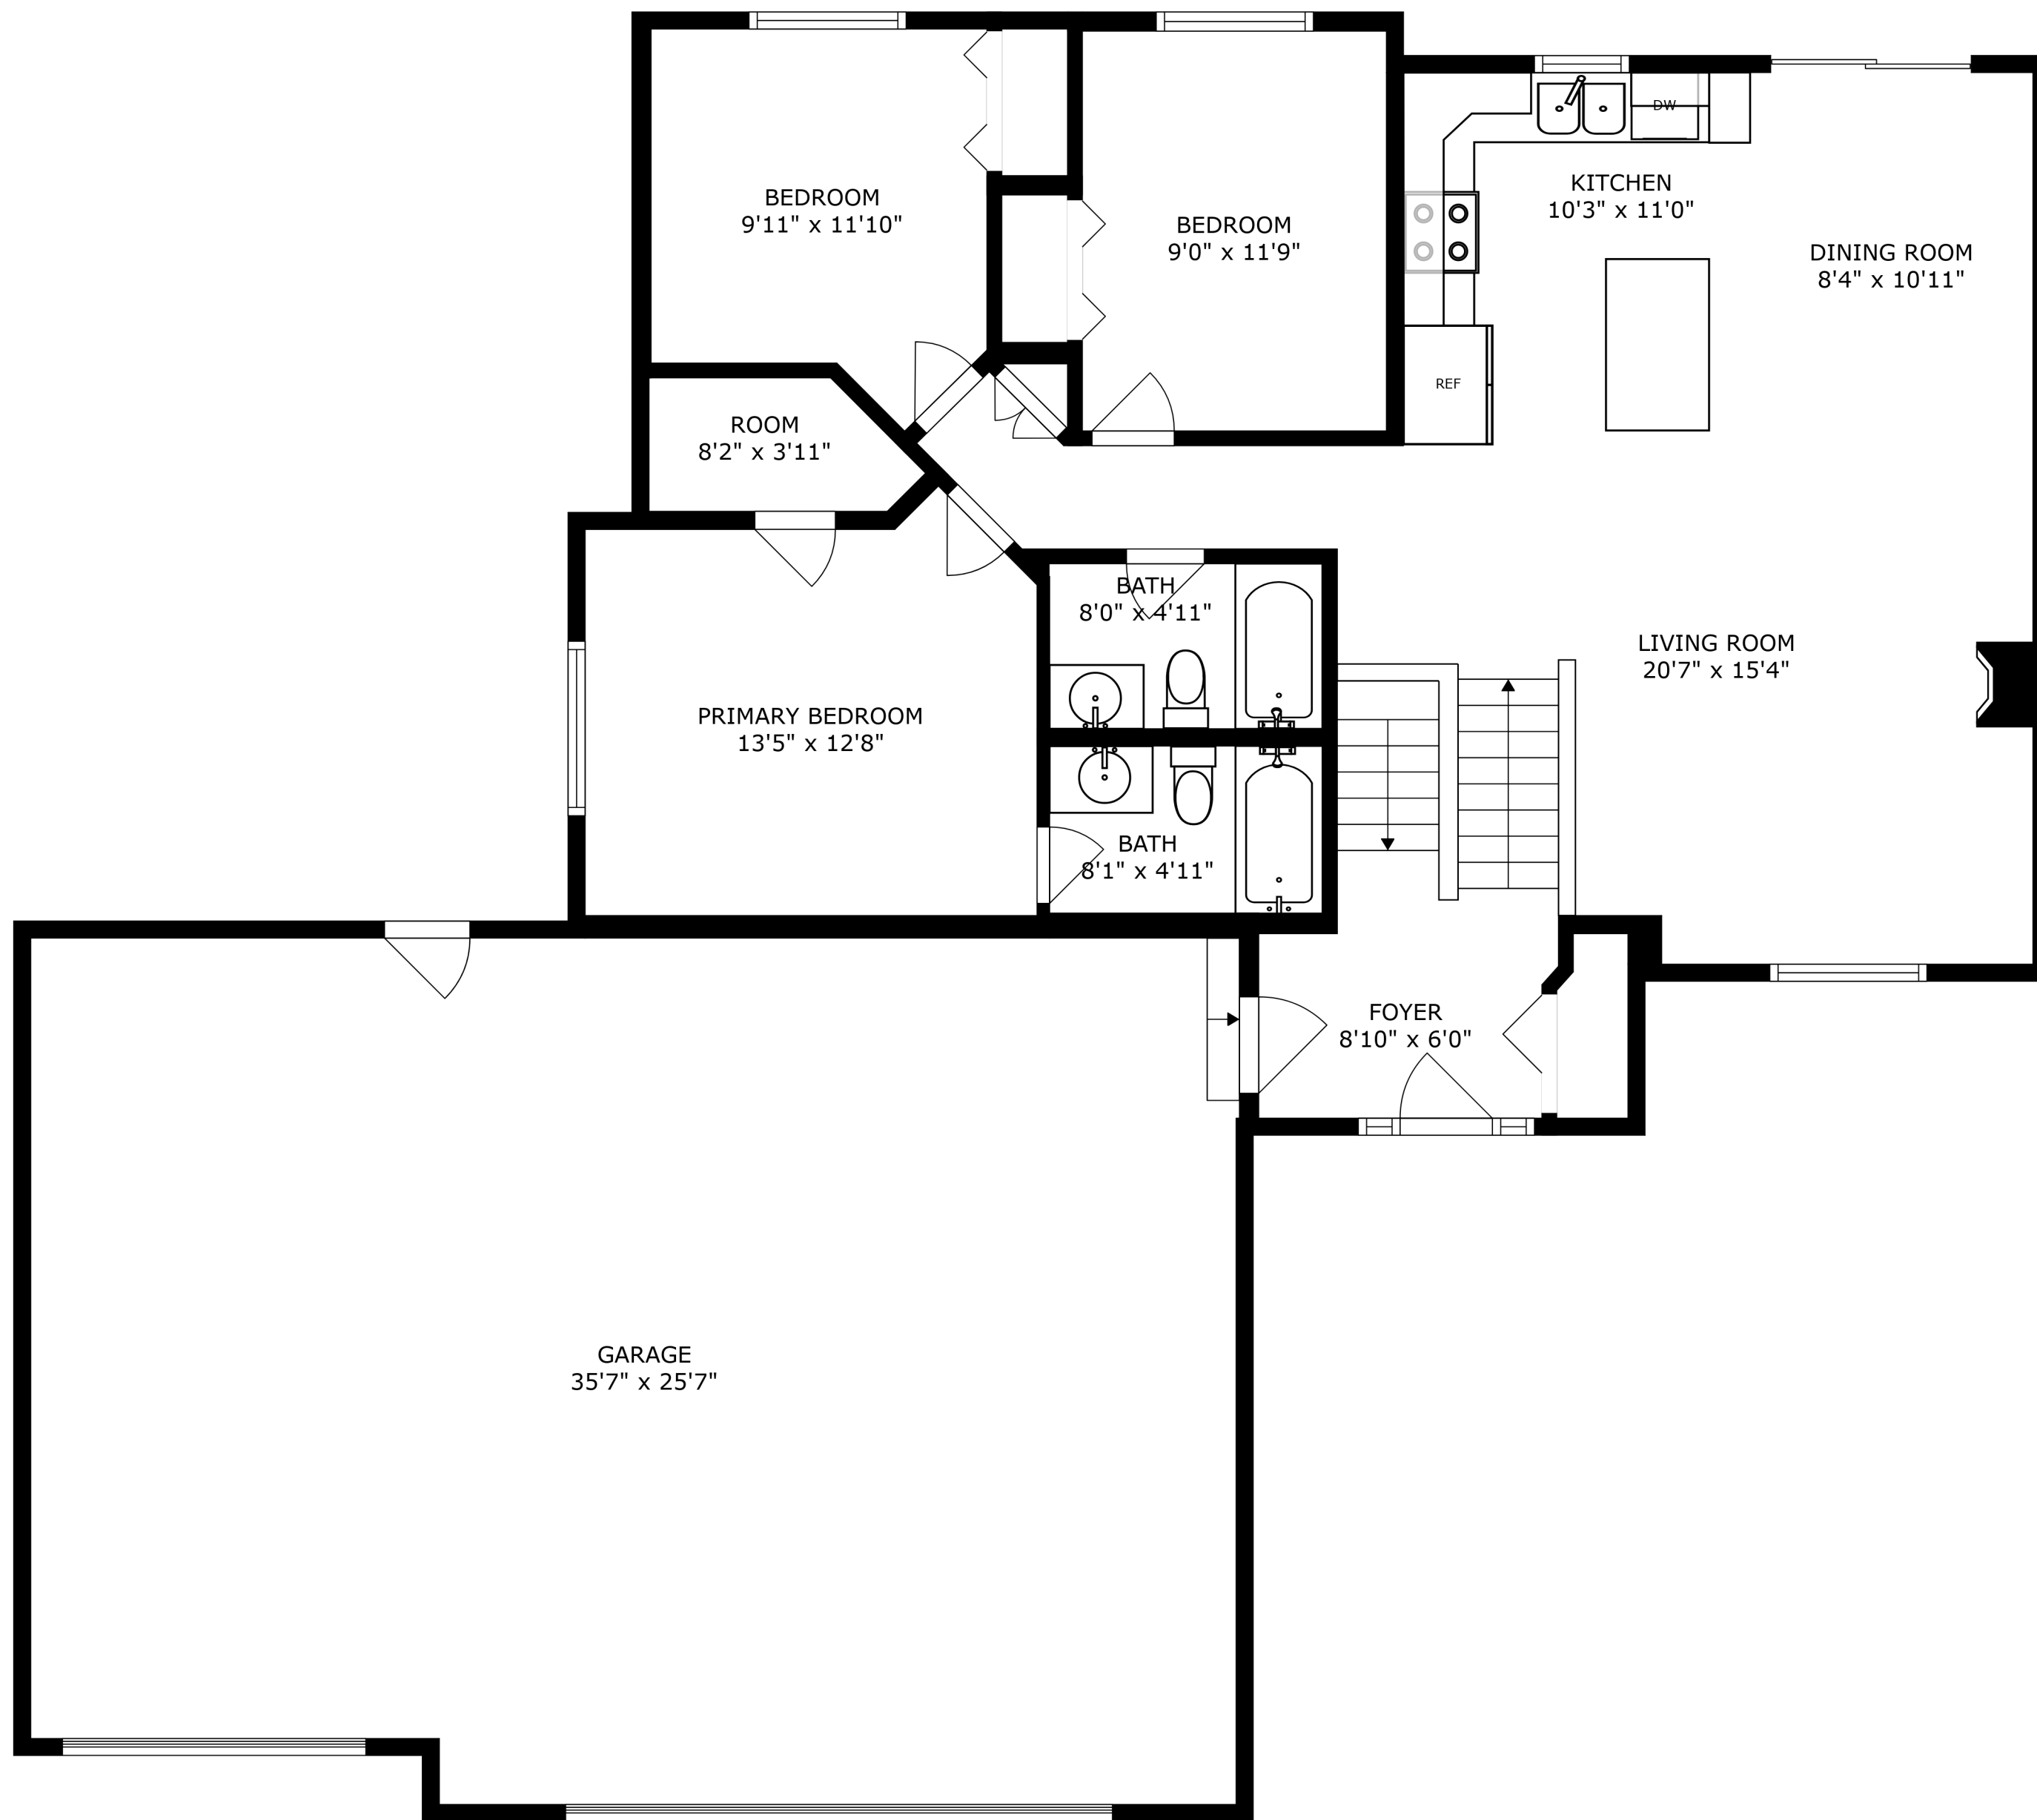 BEDROOM
9'11" x 11'10"
BEDROOM
9'0" x 11'9"
DW
KITCHEN
10'3" x 11'0"
DINING ROOM
8'4" x 10'11"
REF
ROOM
8'2" x 3'11"
BATH
8'0" x 4'11"
LIVING ROOM
20'7" x 15'4"
PRIMARY BEDROOM
13'5" x 12'8"
BATH
8'1" x 4'11"
FOYER
8'10" x 6'0"
GARAGE
35'7" x 25'7"